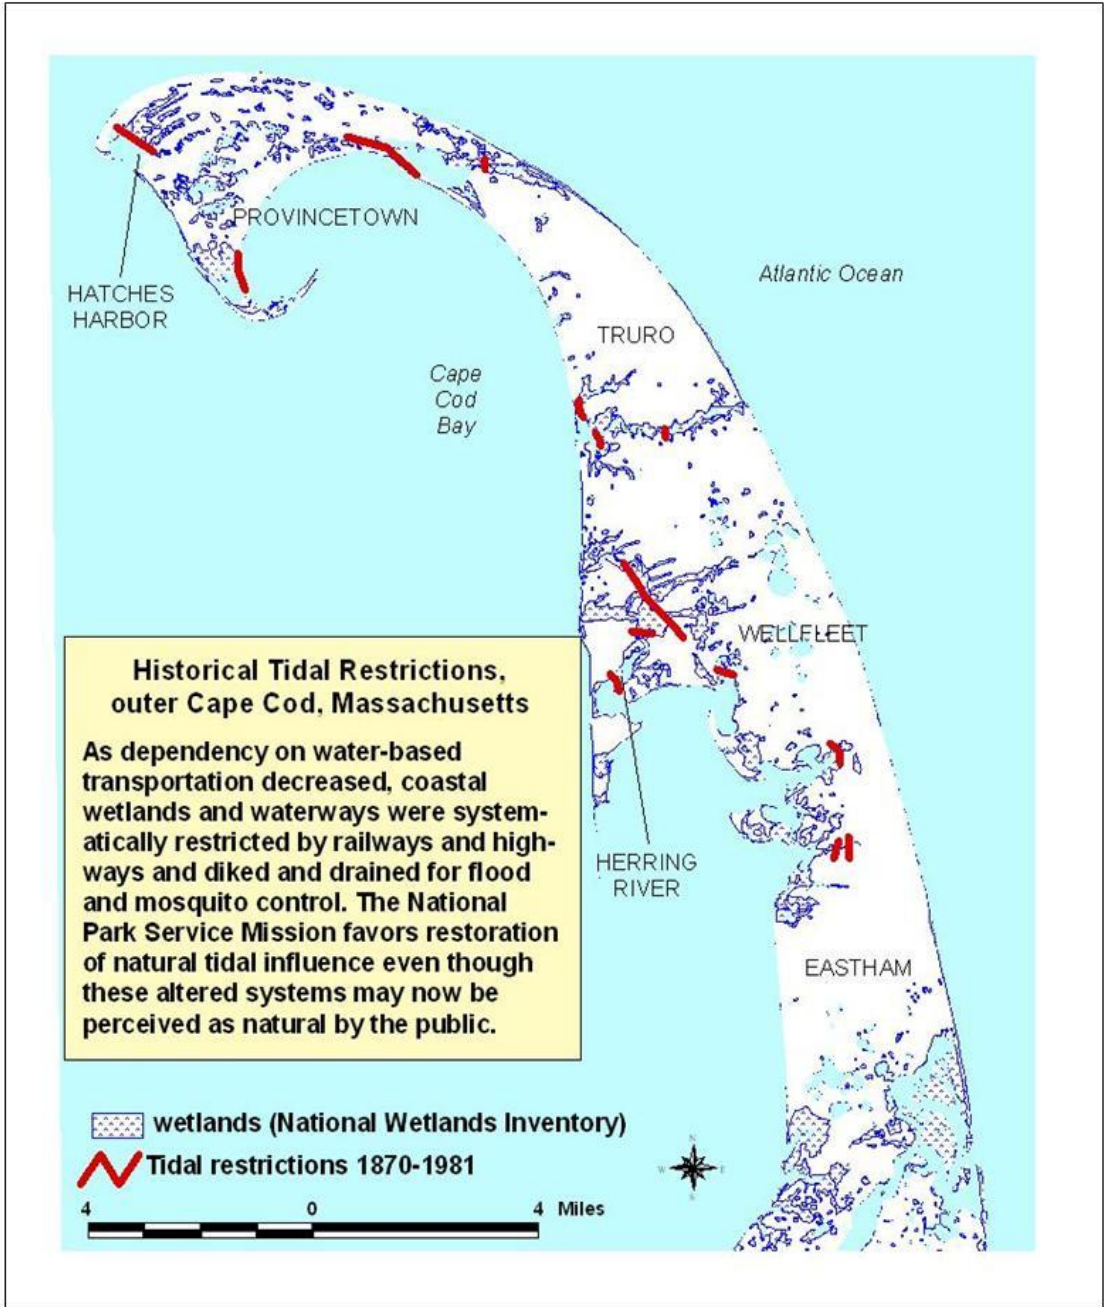 PROVINCETOWN
HATCHES
HARBOR
Atlantic Ocean
TRURO
Cape
Cod
Bay
WELLFLEET
Historical Tidal Restrictions,
outer Cape Cod, Massachusetts
As dependency on water-based
transportation decreased, coastal
wetlands and waterways were system-
atically restricted by railways and high-
ways and diked and drained for flood
and mosquito control. The National
Park Service Mission favors restoration
of natural tidal influence even though
these altered systems may now be
perceived as natural by the public.
HERRING
RIVER
EASTHAM
wetlands (National Wetlands Inventory)
Tidal restrictions 1870-1981
N
W E
S
4 0 4 Miles